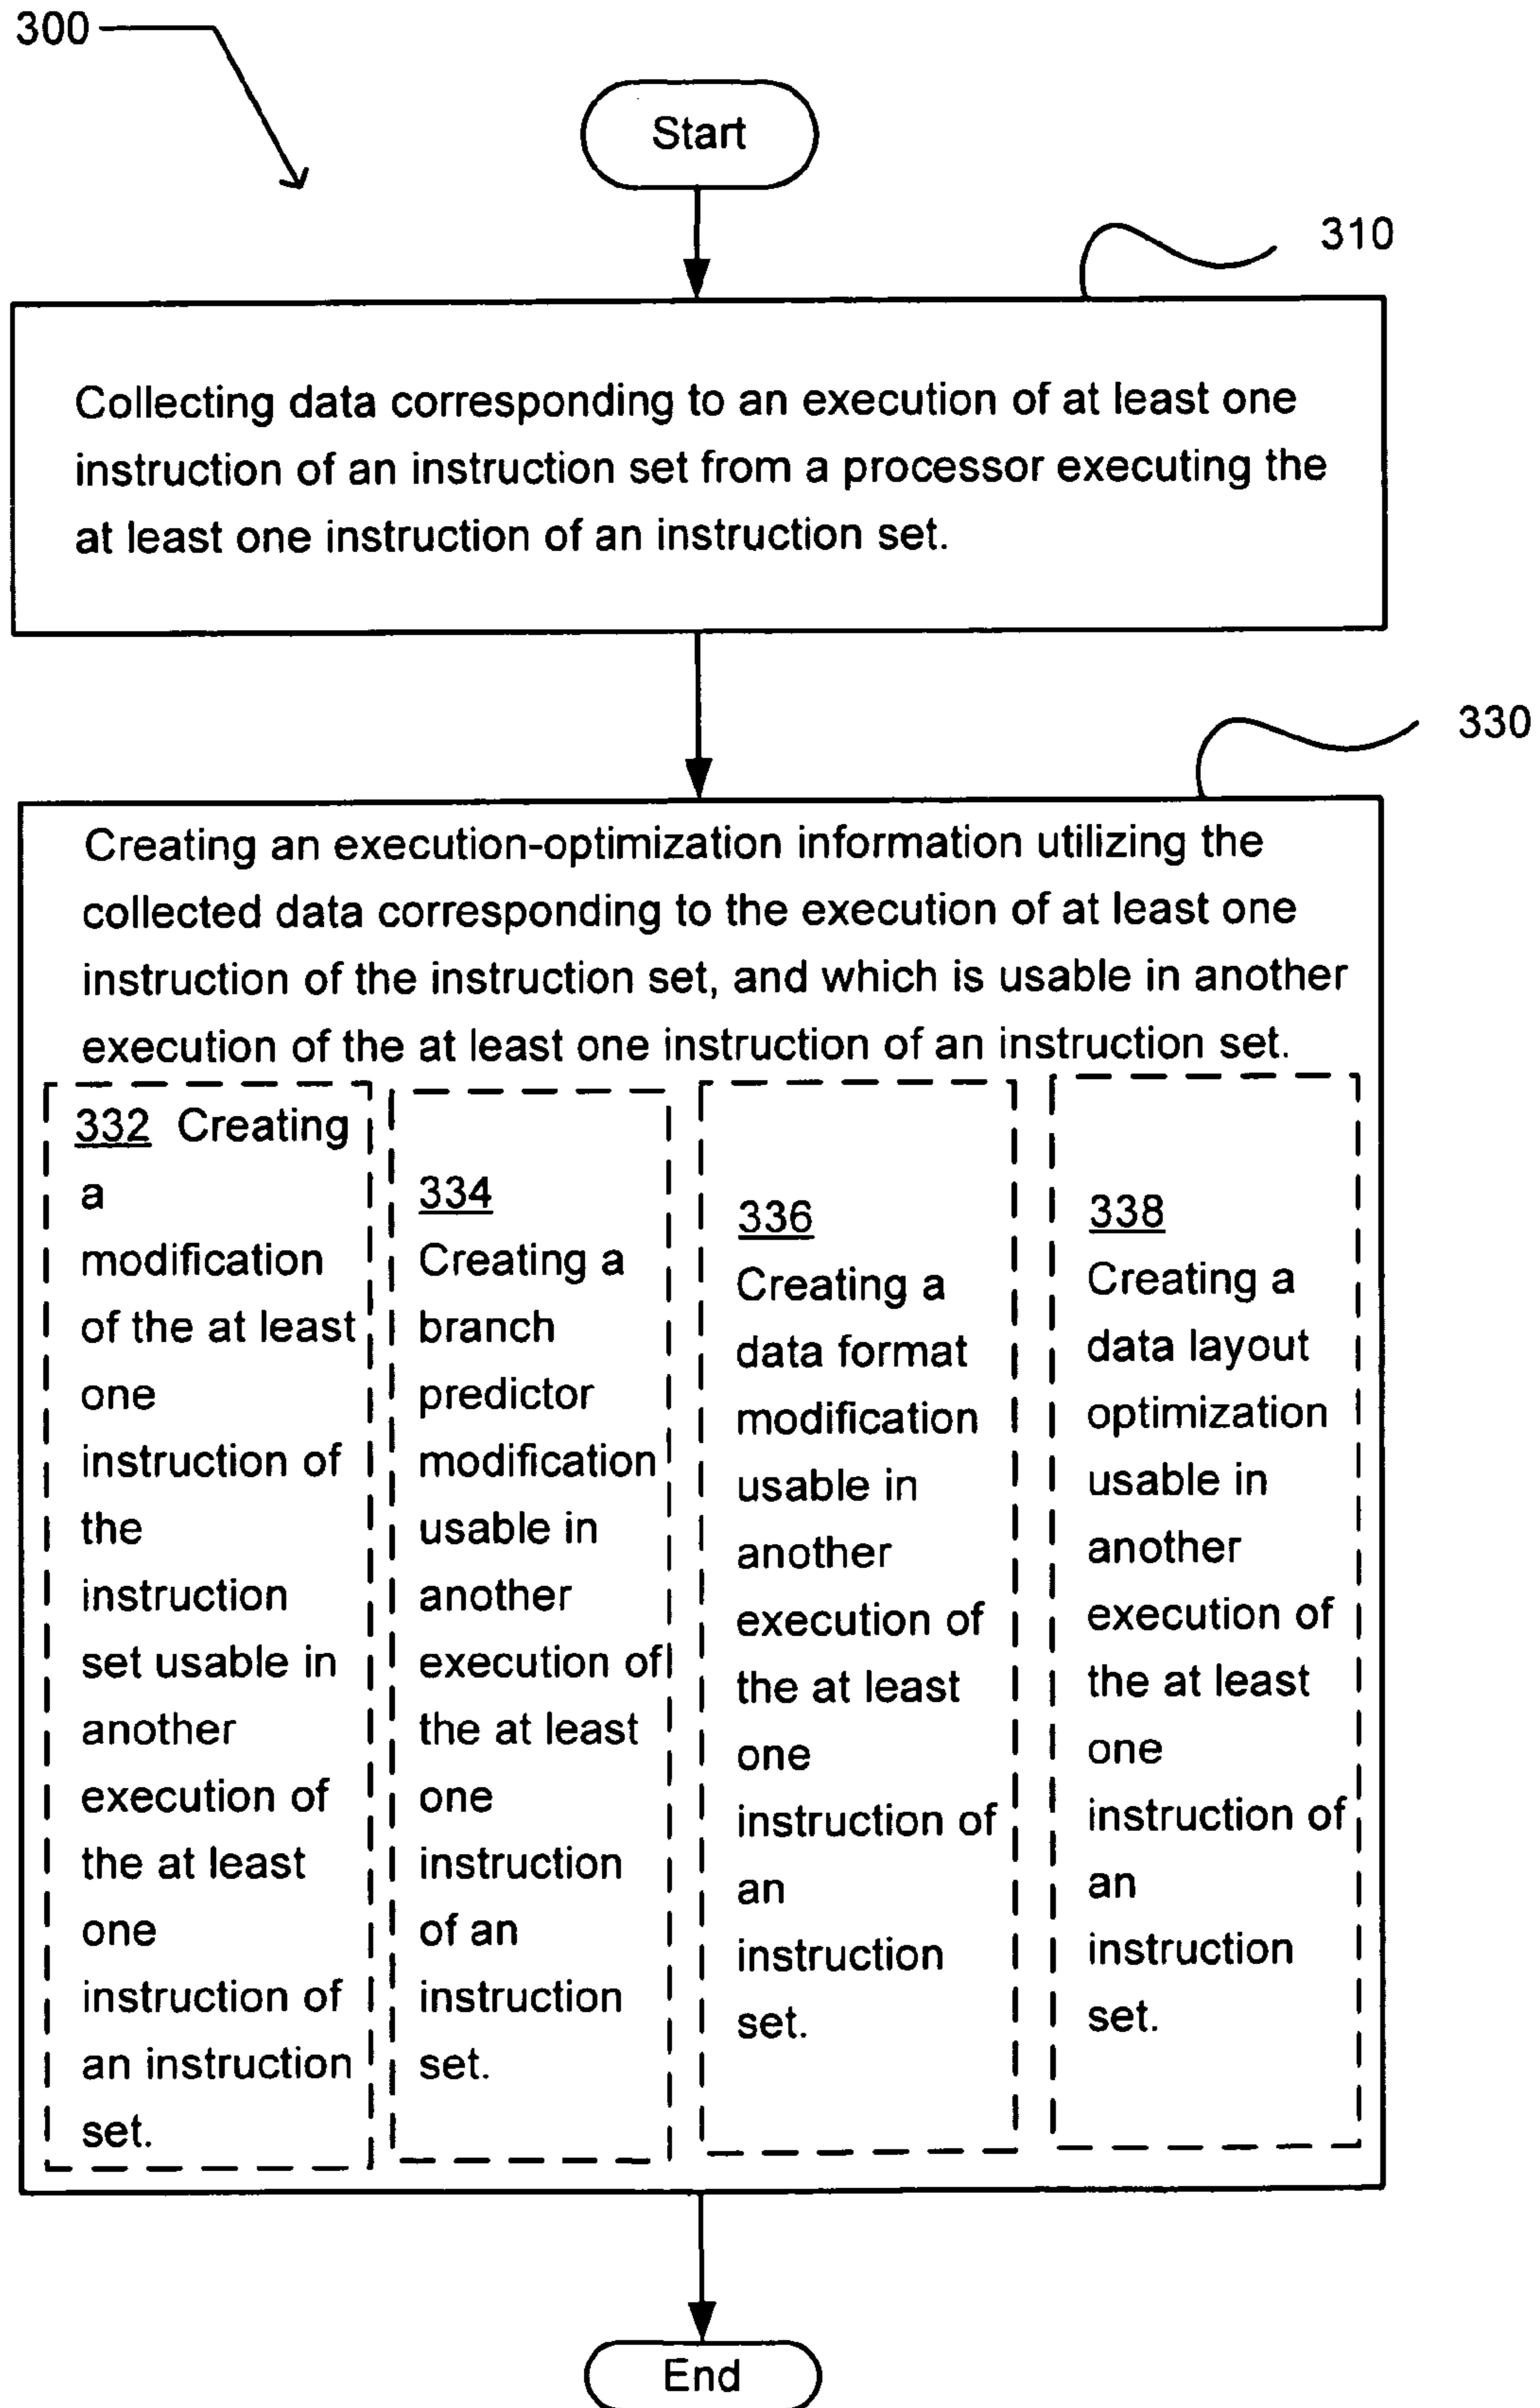 300
Start
310
Collecting data corresponding to an execution of at least one
instruction of an instruction set from a processor executing the
at least one instruction of an instruction set.
330
Creating an execution-optimization information utilizing the
collected data corresponding to the execution of at least one
instruction of the instruction set, and which is usable in another
execution of the at least one instruction of an instruction set.
332 Creating
a
modification
of the at least
one
instruction of
the
instruction
set usable in
another
execution of
the at least
one
instruction of
an instruction
set.
334
Creating a
branch
predictor
modification
usable in
another
execution of
the at least
one
instruction
of an
instruction
set.
336
Creating a
data format
modification
usable in
another
execution of
the at least
one
instruction of
an
instruction
set.
338
Creating a
data layout
optimization
usable in
another
execution of
the at least
one
instruction of
an
instruction
set.
End